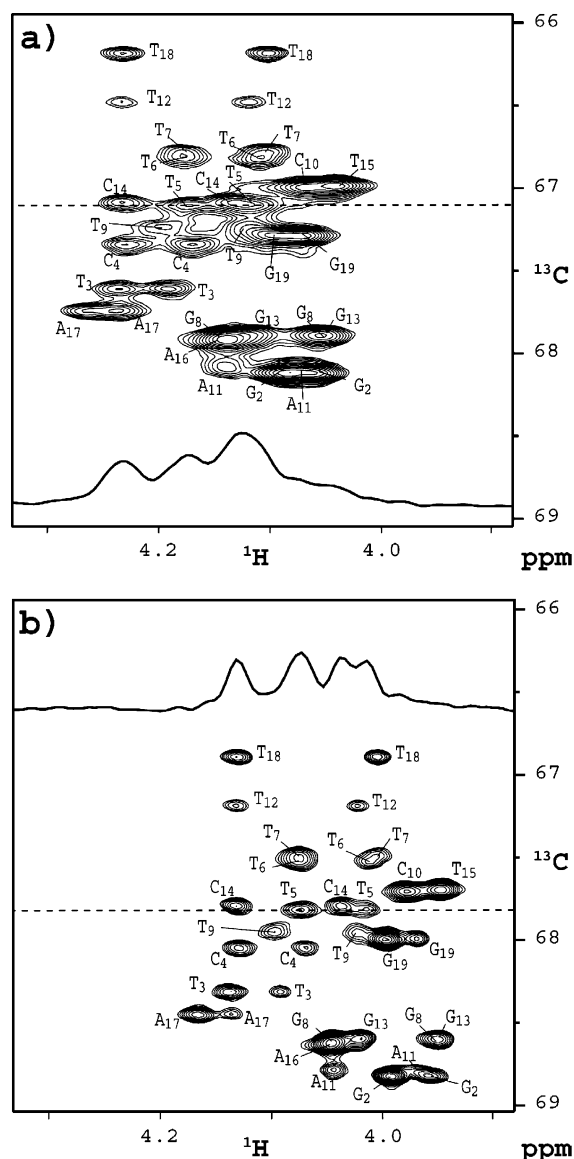 a)
66
T18 T18
T12 T12
T7 T6 T7
T6 T5 C10 T15
C14 T5 C14
67
T9 T9
C4 C4 G19 G19
13C
T3 T3
A17 A17 G8 G13 G8 G13
A16
68
A11 G2 A11 G2
69
4.2 1H 4.0 ppm
b)
66
T18 T18
67
T12 T12
T7 T6 T7
T6
13C
C14 T5 C14 T5 C10 T15
T9 T9
68
C4 C4 G19 G19
T3 T3
A17 A17 G8 G13 G8 G13
A16 A11
A11 G2 G2
69
4.2 1H 4.0 ppm